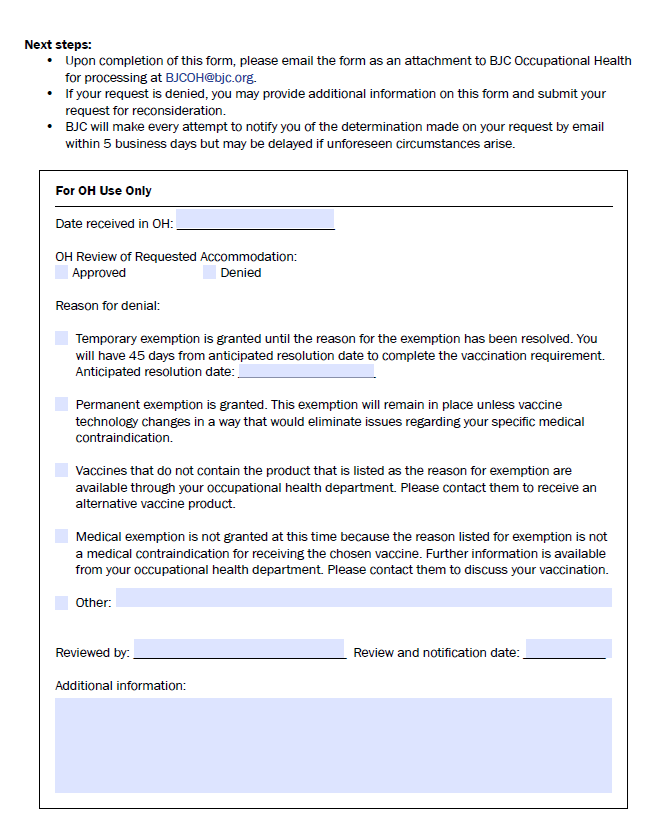 Next steps:
• Upon completion of this form, please email the form as an attachment to BJC Occupational Health
for processing at BJCOH@bjc.org.
• If your request is denied, you may provide additional information on this form and submit your
request for reconsideration.
• BJC will make every attempt to notify you of the determination made on your request by email
within 5 business days but may be delayed if unforeseen circumstances arise.
For OH Use Only
Date received in OH:
OH Review of Requested Accommodation:
Approved Denied
Reason for denial:
Temporary exemption is granted until the reason for the exemption has been resolved. You
will have 45 days from anticipated resolution date to complete the vaccination requirement.
Anticipated resolution date:
Permanent exemption is granted. This exemption will remain in place unless vaccine
technology changes in a way that would eliminate issues regarding your specific medical
contraindication.
Vaccines that do not contain the product that is listed as the reason for exemption are
available through your occupational health department. Please contact them to receive an
alternative vaccine product.
Medical exemption is not granted at this time because the reason listed for exemption is not
a medical contraindication for receiving the chosen vaccine. Further information is available
from your occupational health department. Please contact them to discuss your vaccination.
Other:
Reviewed by: Review and notification date:
Additional information: